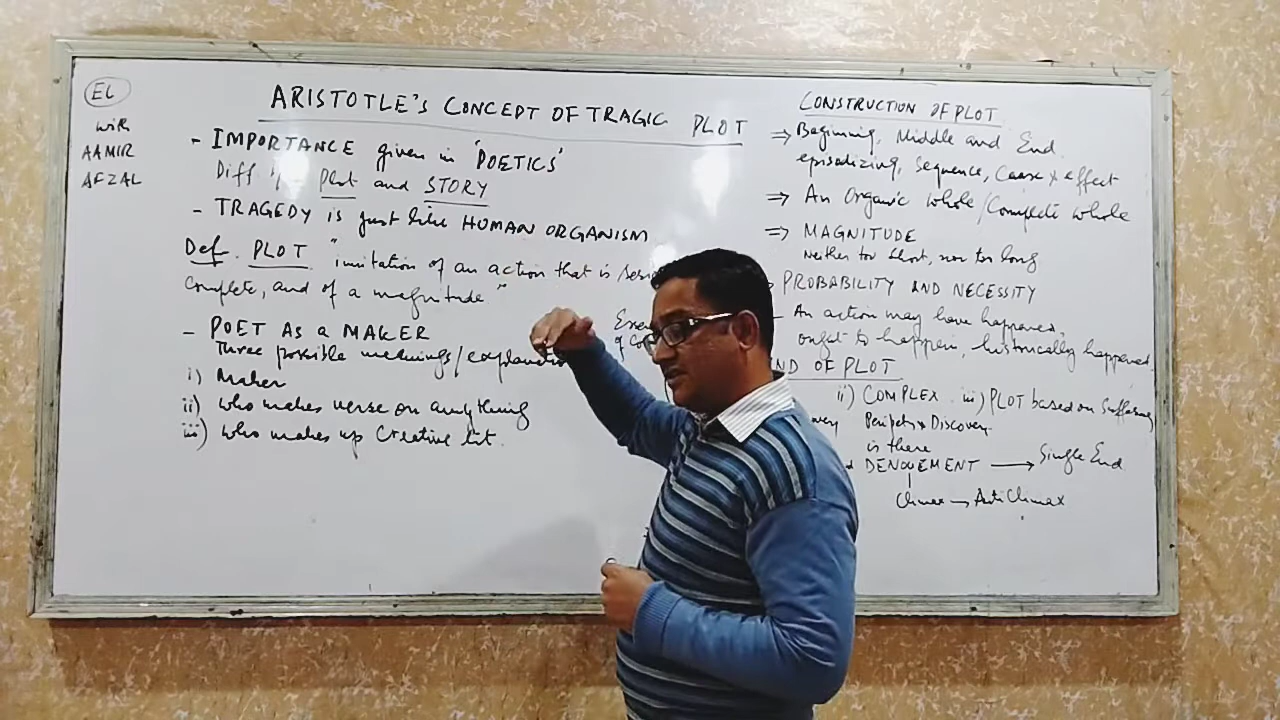 EL
with
AAMIR
AFZAL
ARISTOTLE'S CONCEPT OF TRAGIC PLOT
- IMPORTANCE given in 'POETICS'
Diff b/w Plot and STORY
- TRAGEDY is just like HUMAN ORGANISM
Def. PLOT "imitation of an action that is
Complete, and of a magnitude"
- POET AS A MAKER
Three possible meanings/
i) Maker
ii) who makes verse on anything
iii) who makes up Creative lit.
CONSTRUCTION OF PLOT
⇒ Beginning, Middle and End.
episodizing, Sequence, Cause & effect
⇒ An Organic whole/Complete whole
⇒ MAGNITUDE
Neither too short, nor too long
PROBABILITY AND NECESSITY
- An action may have happened,
ought to happen, historically happened.
OF PLOT
ii) COMPLEX iii) PLOT based on Suffering
Peripety & Discovery
is there
DENOUEMENT → Single End
Climax → AntiClimax